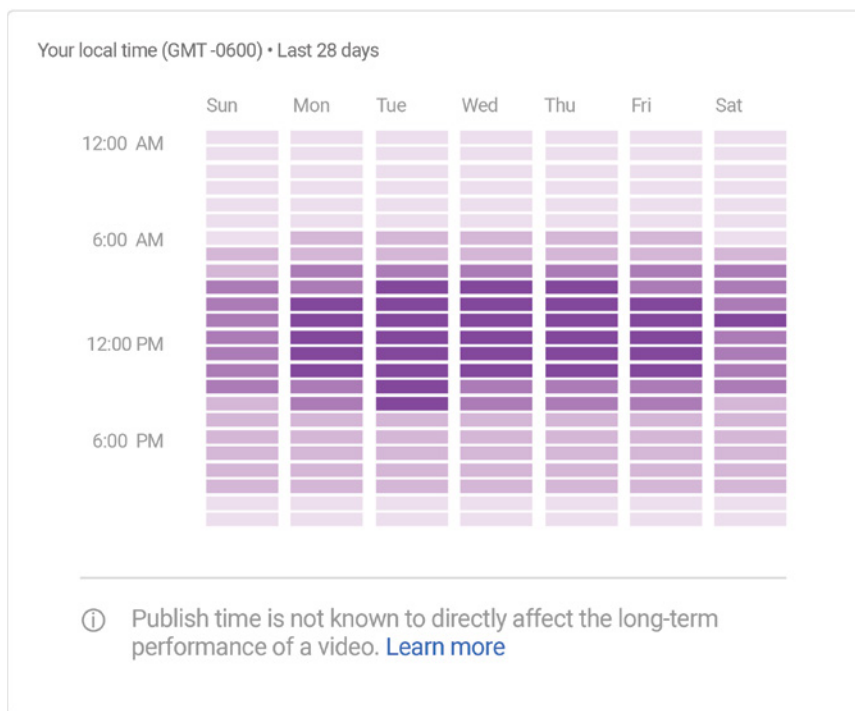 Your local time (GMT -0600) • Last 28 days
Sun Mon Tue Wed Thu Fri Sat
12:00 AM
6:00 AM
12:00 PM
6:00 PM
Publish time is not known to directly affect the long-term
performance of a video. Learn more